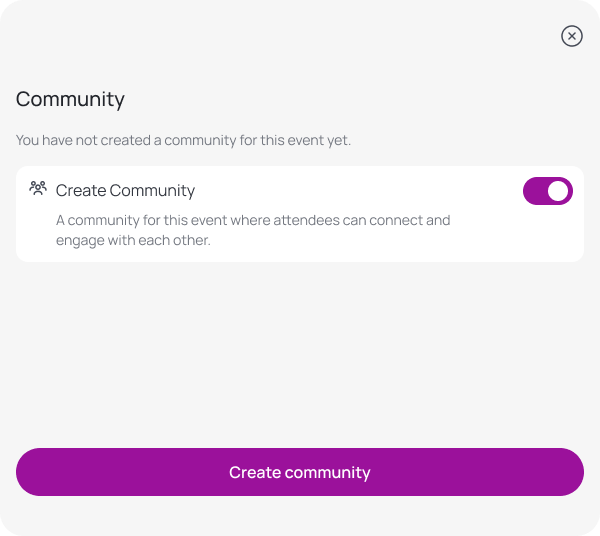 Community
You have not created a community for this event yet.
Create Community
A community for this event where attendees can connect and
engage with each other.
Create community